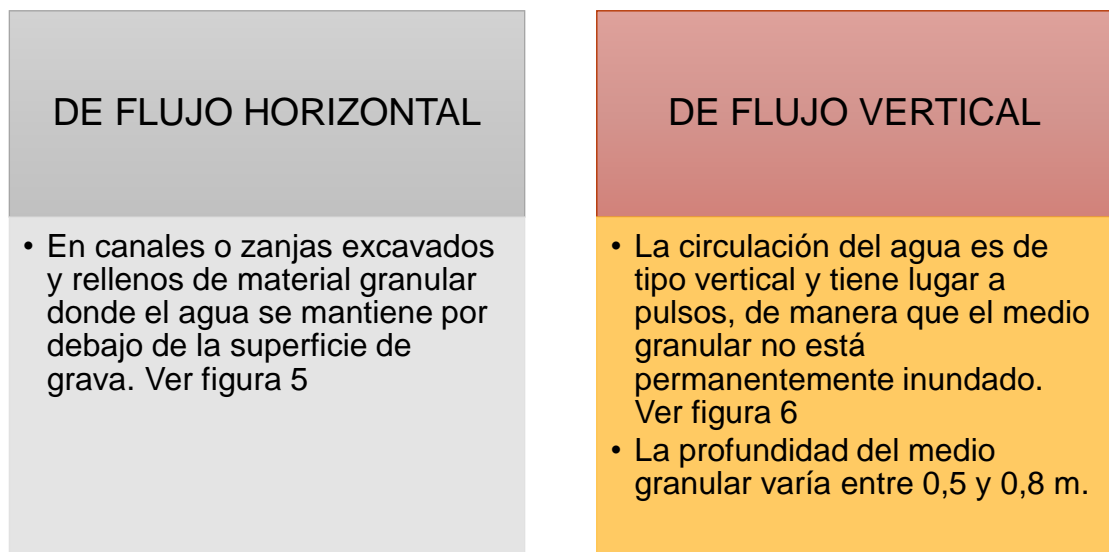 DE FLUJO HORIZONTAL
• En canales o zanjas excavados
y rellenos de material granular
donde el agua se mantiene por
debajo de la superficie de
grava. Ver figura 5
DE FLUJO VERTICAL
• La circulación del agua es de
tipo vertical y tiene lugar a
pulsos, de manera que el medio
granular no está
permanentemente inundado.
Ver figura 6
• La profundidad del medio
granular varía entre 0,5 y 0,8 m.